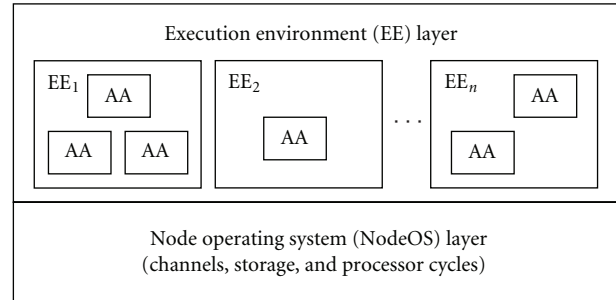 Execution environment (EE) layer
EE₁
AA
AA
AA
EE₂
AA
. . .
EEₙ
AA
AA
Node operating system (NodeOS) layer
(channels, storage, and processor cycles)